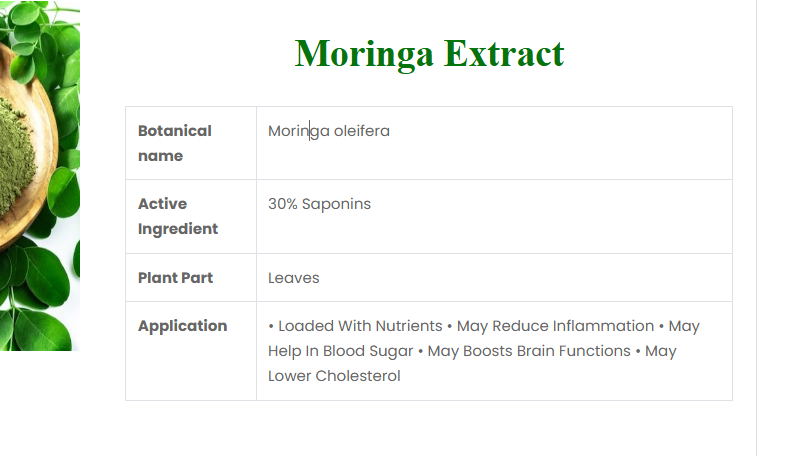 Moringa Extract
Botanical
name
Moringa oleifera
Active
Ingredient
30% Saponins
Plant Part
Leaves
Application
• Loaded With Nutrients • May Reduce Inflammation • May
Help In Blood Sugar • May Boosts Brain Functions • May
Lower Cholesterol